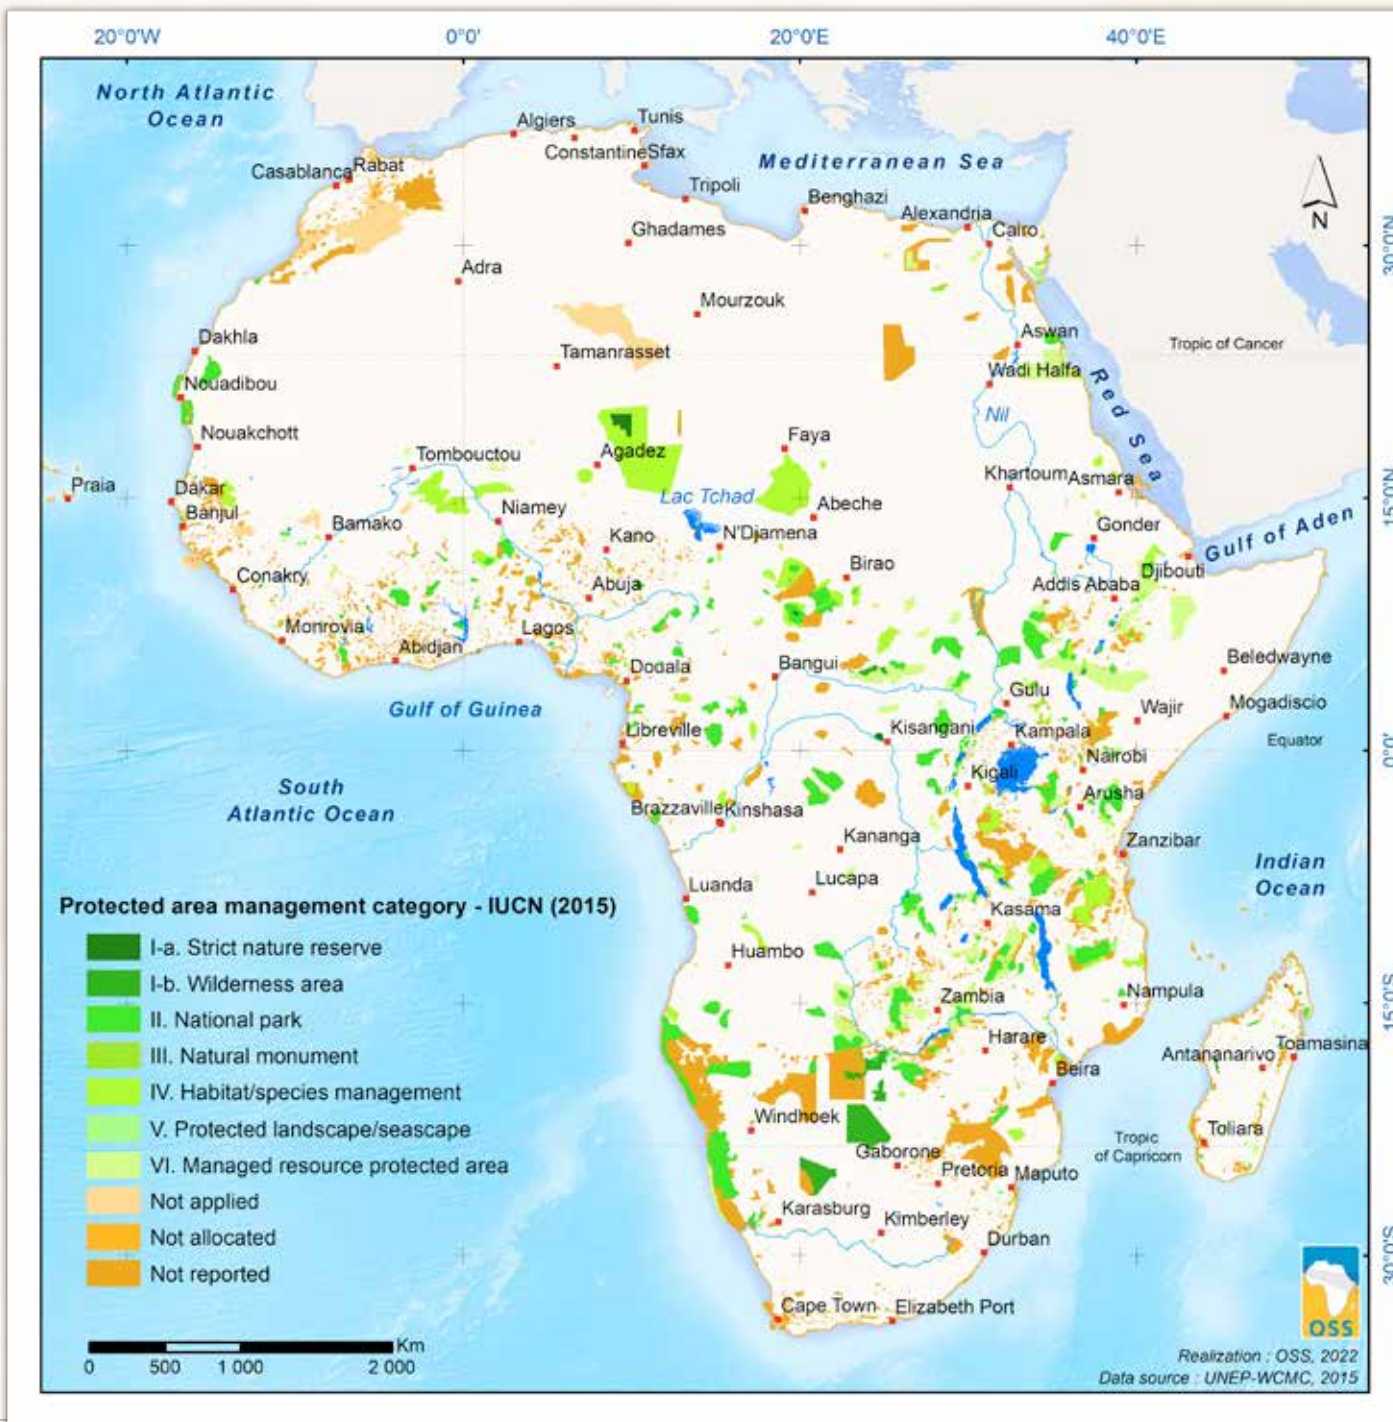 20°0'W
0°0'
20°0'E
40°0'E
North Atlantic
Ocean
Algiers
Tunis
Constantine
Sfax
Casablanca
Rabat
Mediterranean Sea
Tripoli
Benghazi
Alexandria
Cairo
N
Ghadames
30°0'N
Adra
Mourzouk
Dakhla
Aswan
Tropic of Cancer
Tamanrasset
Nouadibou
Wadi Halfa
Red Sea
Nil
Nouakchott
Agadez
Faya
Tombouctou
Khartoum
Asmara
Praia
Dakar
Lac Tchad
15°0'N
Banjul
Bamako
Niamey
Abeche
Gonder
Gulf of Aden
Kano
N'Djamena
Birao
Djibouti
Conakry
Abuja
Addis Ababa
Monrovia
Lagos
Abidjan
Dooala
Bangui
Beledwayne
Gulf of Guinea
Gulu
Wajir
Mogadiscio
Libreville
Kisangani
Kampala
Equator
0°0'
Nairobi
South
Atlantic Ocean
Kigali
Arusha
Brazzaville
Kinshasa
Kananga
Zanzibar
Indian
Ocean
Luanda
Lucapa
Kasama
Huambo
Zambia
Nampula
15°0'S
Harare
Antananarivo
Toamasina
Beira
Windhoek
Toliara
Tropic
of Capricorn
Gaborone
Pretoria
Maputo
Karasburg
Kimberley
Durban
30°0'S
Cape Town
Elizabeth Port
Protected area management category - IUCN (2015)
I-a. Strict nature reserve
I-b. Wilderness area
II. National park
III. Natural monument
IV. Habitat/species management
V. Protected landscape/seascape
VI. Managed resource protected area
Not applied
Not allocated
Not reported
Km
0 500 1 000 2 000
OSS
Realization : OSS, 2022
Data source : UNEP-WCMC, 2015